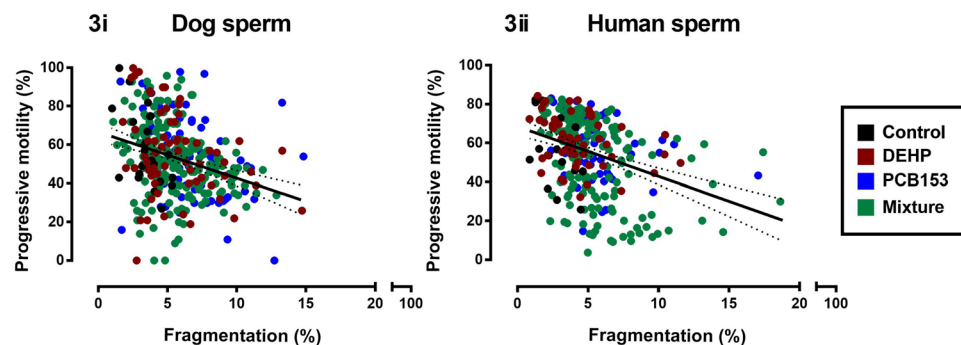 3i Dog sperm
Progressive motility (%)
100
80
60
40
20
0
0 5 10 15 20 100
Fragmentation (%)
3ii Human sperm
Progressive motility (%)
100
80
60
40
20
0
0 5 10 15 20 100
Fragmentation (%)
Control
DEHP
PCB153
Mixture